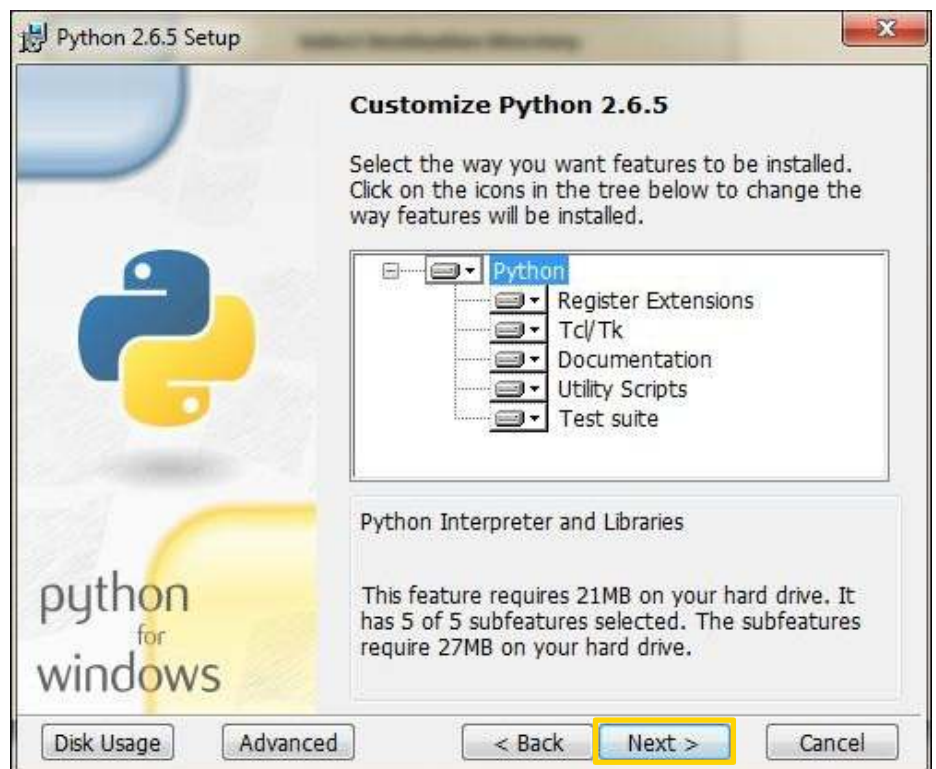 Python 2.6.5 Setup
Customize Python 2.6.5
Select the way you want features to be installed.
Click on the icons in the tree below to change the
way features will be installed.
Python
Register Extensions
Tcl/Tk
Documentation
Utility Scripts
Test suite
Python Interpreter and Libraries
This feature requires 21MB on your hard drive. It
has 5 of 5 subfeatures selected. The subfeatures
require 27MB on your hard drive.
python
for
windows
Disk Usage Advanced < Back Next > Cancel